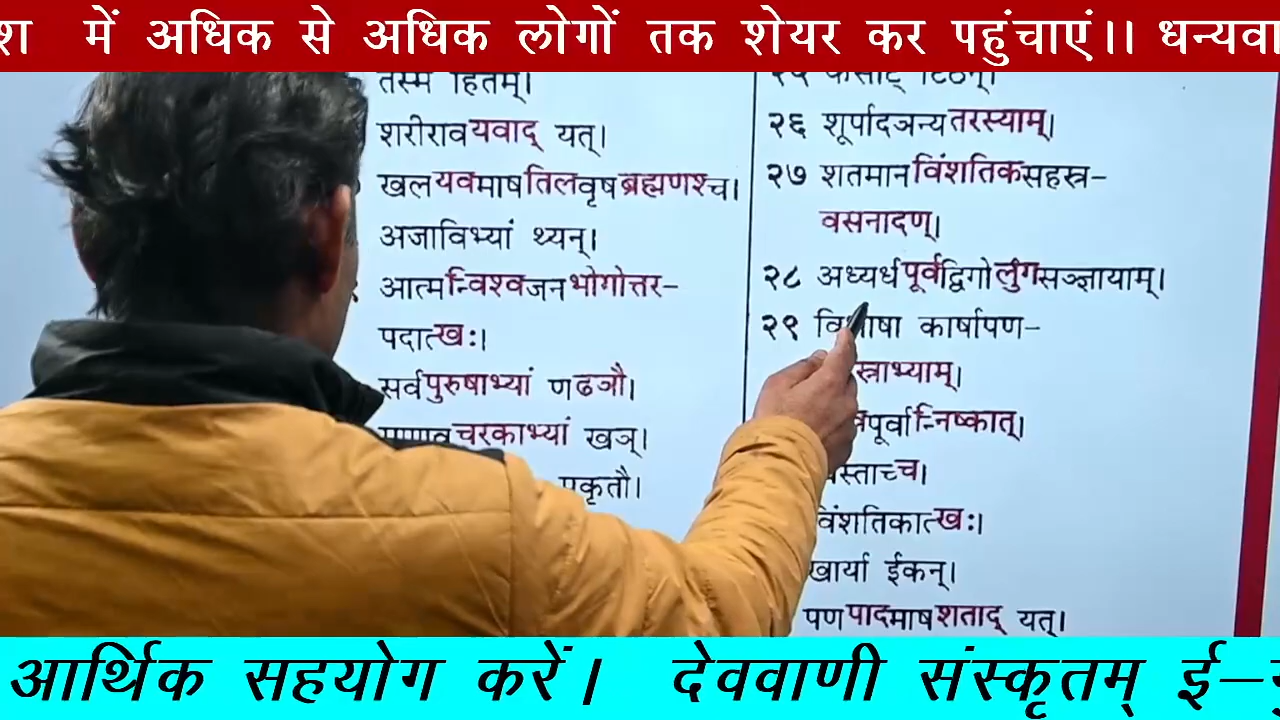 में अधिक से अधिक लोगों तक शेयर कर पहुंचाएं।।
हितम्।
शरीरावयवाद् यत्।
खलयवमाषतिलवृषब्रह्मणश्च।
अजाविभ्यां थ्यन्।
आत्मन्विश्वजनभोगोत्तर-
पदात्खः।
सर्वपुरुषाभ्यां णढञौ।
चरकाभ्यां खञ्।
प्रकृतौ।
२६ शूर्पादञन्यतरस्याम्।
२७ शतमानविंशतिकसहस्र-
वसनादण्।
२८ अध्यर्धपूर्वद्विगोर्लुगसञ्ज्ञायाम्।
२९ विभाषा कार्षापण-
स्राभ्याम्।
पूर्वान्निष्कात्।
स्ताच्च।
विंशतिकात्खः।
खार्या ईकन्।
पणपादमाषशताद् यत्।
आर्थिक सहयोग करें। देववाणी संस्कृतम्